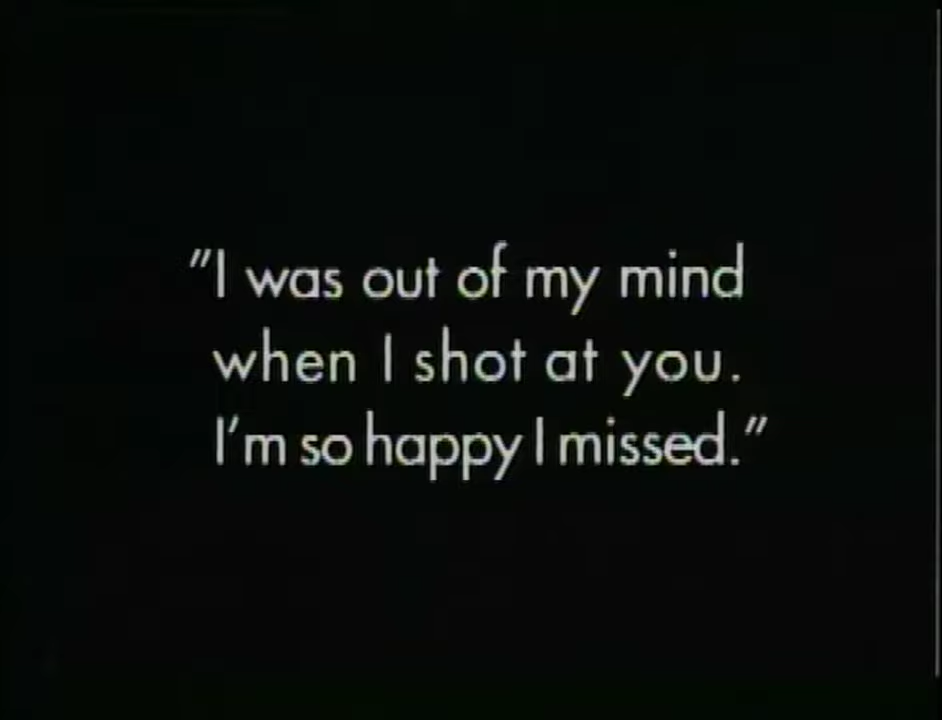 "I was out of my mind
when I shot at you.
I'm so happy I missed."